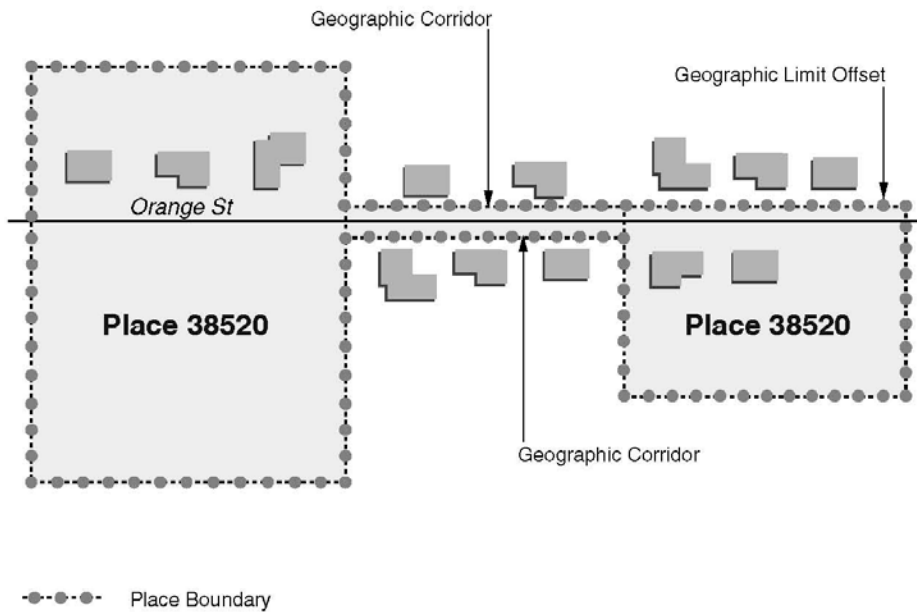 Geographic Corridor
Geographic Limit Offset
Orange St
Place 38520
Place 38520
Geographic Corridor
Place Boundary